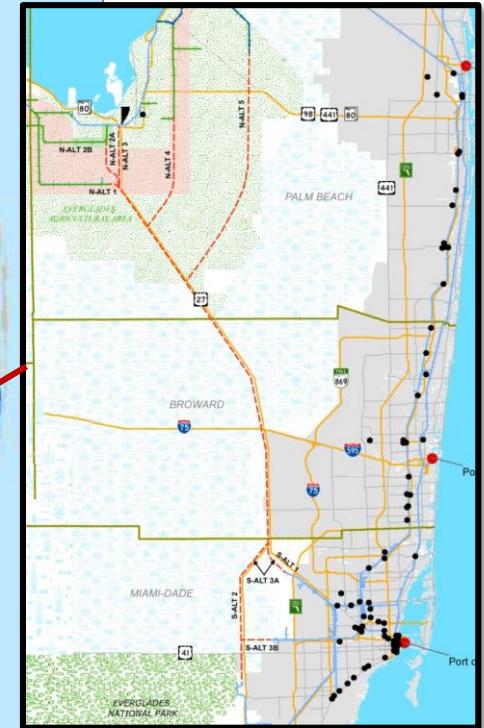 80
N-ALT 2A
N-ALT 3
N-ALT 2B
N-ALT 4
N-ALT 5
N-ALT 1
98
441
80
441
EVERGLADES
AGRICULTURAL AREA
PALM BEACH
27
869
BROWARD
75
595
75
Po
S-ALT 1
S-ALT 3A
S-ALT 2
MIAMI-DADE
S-ALT 3B
41
Port o
EVERGLADES
NATIONAL PARK